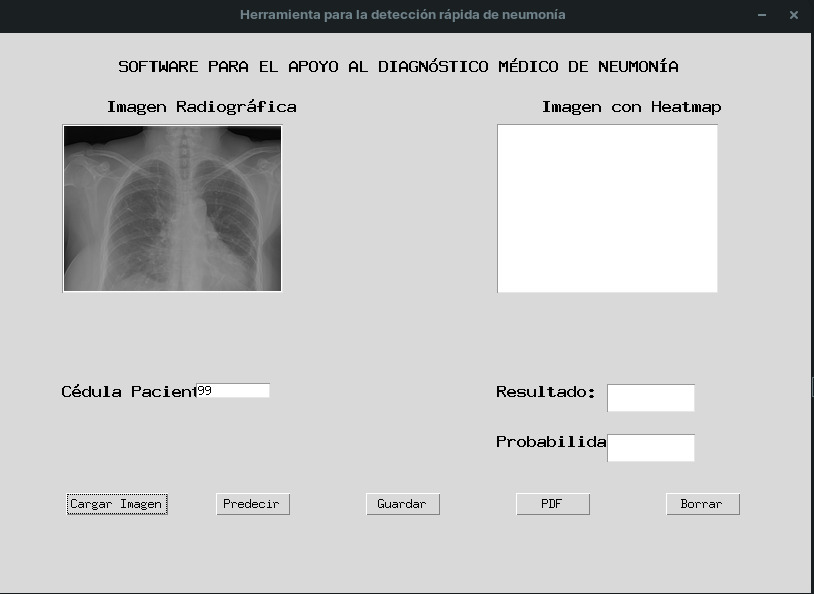 Herramienta para la detección rápida de neumonía
SOFTWARE PARA EL APOYO AL DIAGNÓSTICO MÉDICO DE NEUMONÍA
Imagen Radiográfica
Imagen con Heatmap
Cédula Pacient
99
Resultado:
Probabilida
Cargar Imagen
Predecir
Guardar
PDF
Borrar